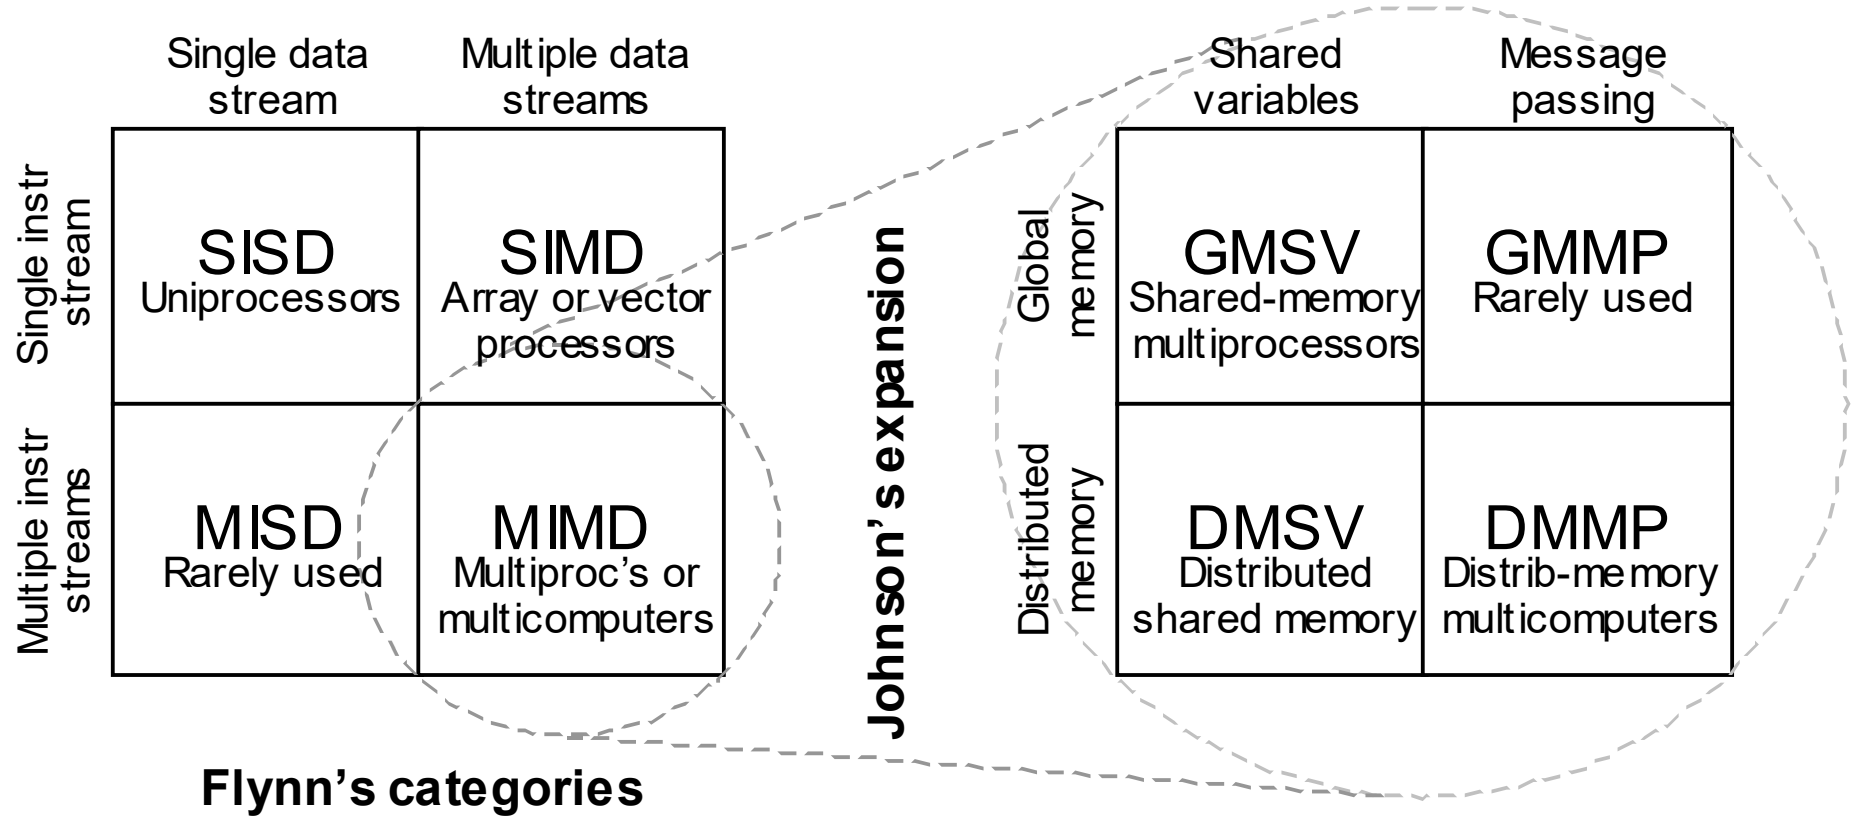 Single data
stream
Multiple data
streams
Single instr
stream
SISD
Uniprocessors
SIMD
Array or vector
processors
Multiple instr
streams
MISD
Rarely used
MIMD
Multiproc's or
multicomputers
Flynn's categories
Johnson's expansion
Shared
variables
Message
passing
Global
memory
GMSV
Shared-memory
multiprocessors
GMMP
Rarely used
Distributed
memory
DMSV
Distributed
shared memory
DMMP
Distrib-memory
multicomputers